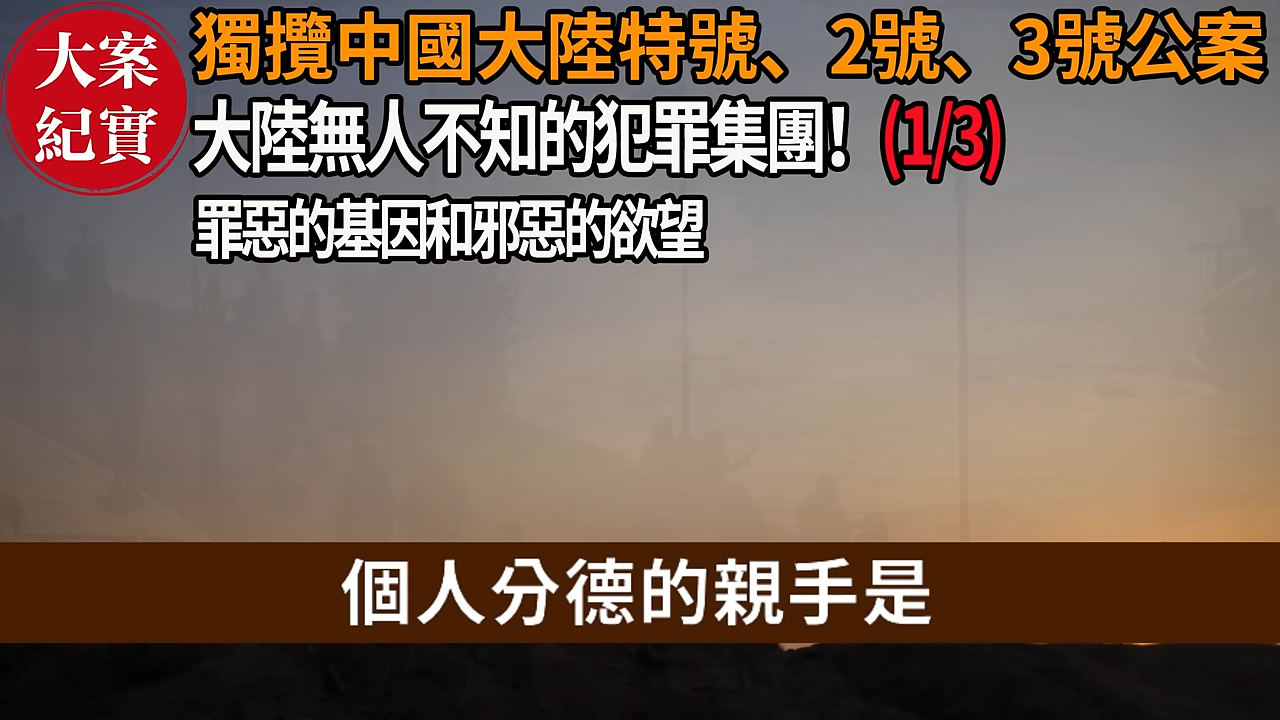 大案
紀實
獨攬中國大陸特號、2號、3號公案
大陸無人不知的犯罪集團！(1/3)
罪惡的基因和邪惡的欲望
個人分德的親手是